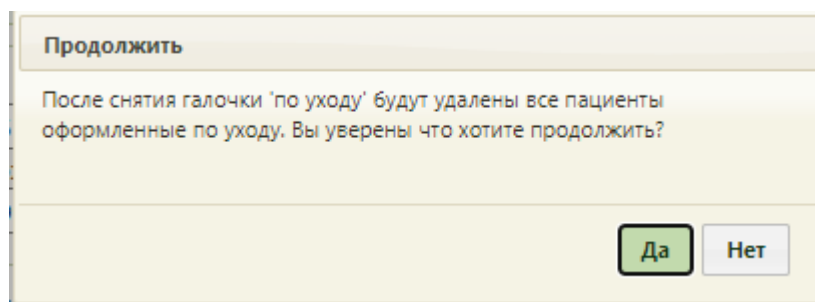 Продолжить
После снятия галочки 'по уходу' будут удалены все пациенты
оформленные по уходу. Вы уверены что хотите продолжить?
Да Нет